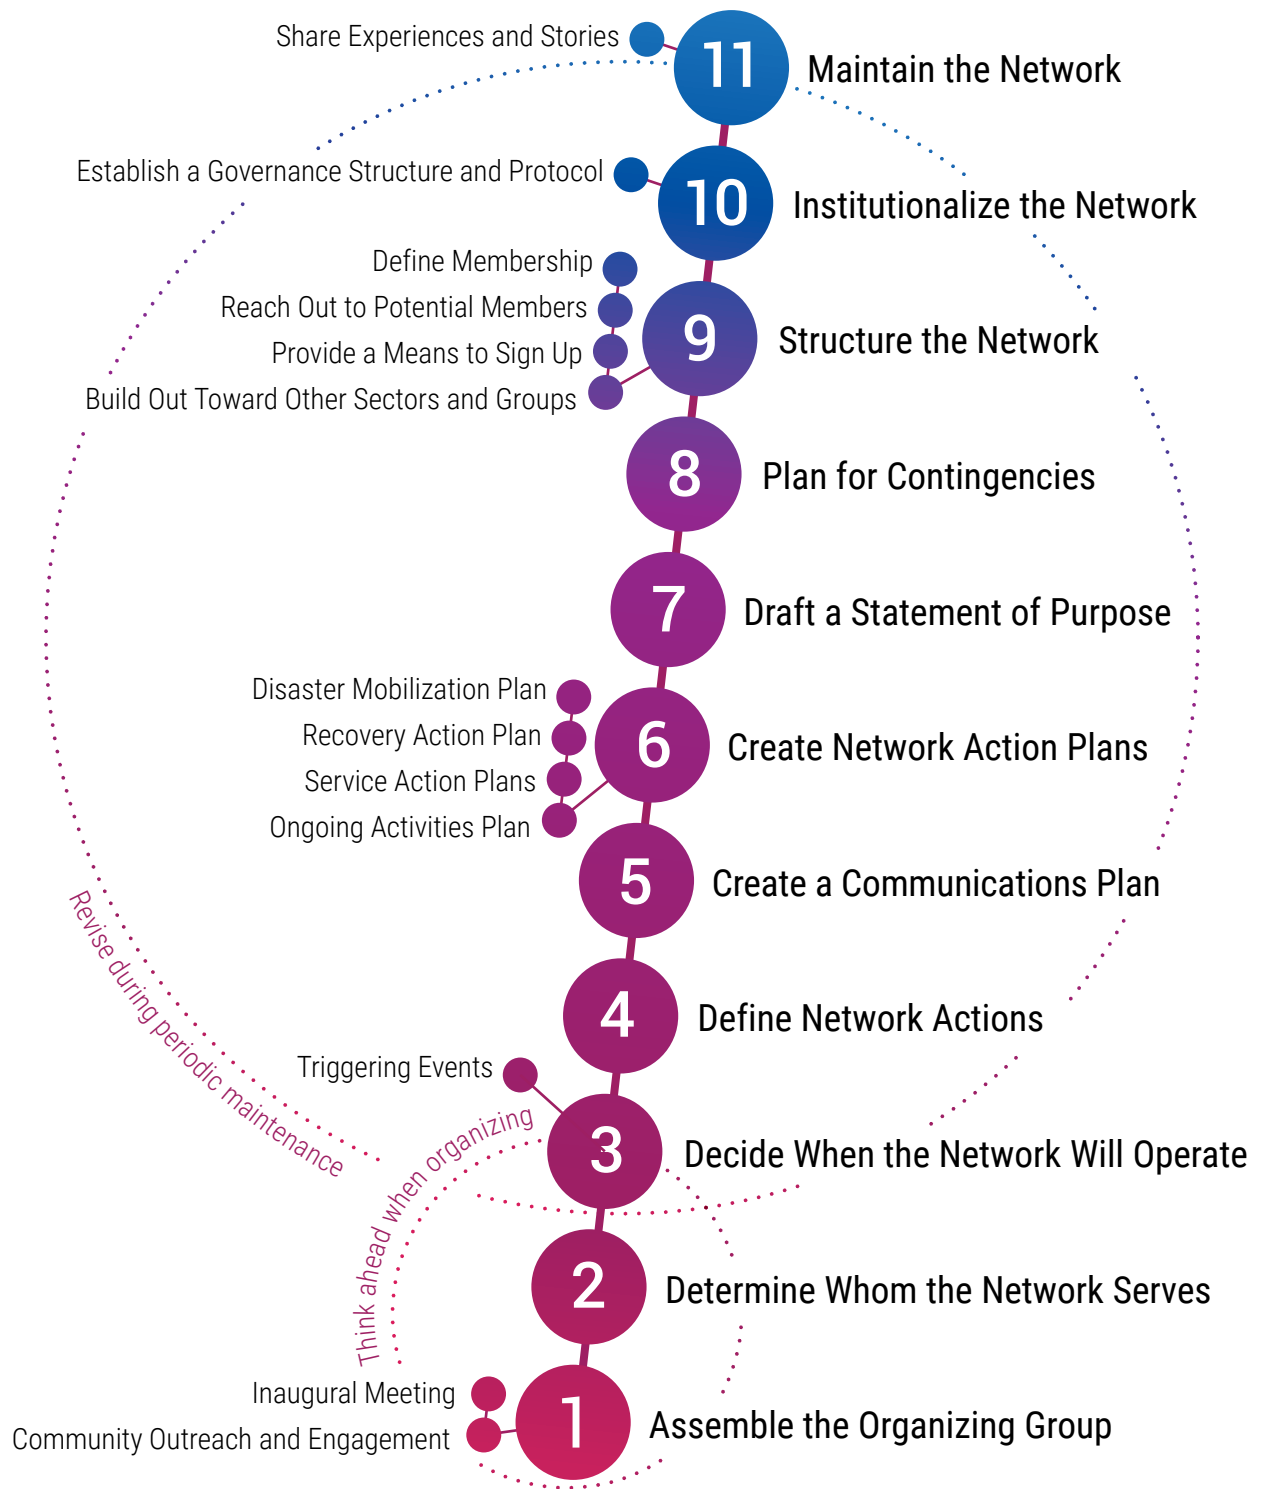 Share Experiences and Stories
11
Maintain the Network
Establish a Governance Structure and Protocol
10
Institutionalize the Network
Define Membership
Reach Out to Potential Members
Provide a Means to Sign Up
Build Out Toward Other Sectors and Groups
9
Structure the Network
8
Plan for Contingencies
7
Draft a Statement of Purpose
Disaster Mobilization Plan
Recovery Action Plan
Service Action Plans
Ongoing Activities Plan
6
Create Network Action Plans
5
Create a Communications Plan
Revise during periodic maintenance
4
Define Network Actions
Triggering Events
3
Decide When the Network Will Operate
Think ahead when organizing
2
Determine Whom the Network Serves
Inaugural Meeting
Community Outreach and Engagement
1
Assemble the Organizing Group